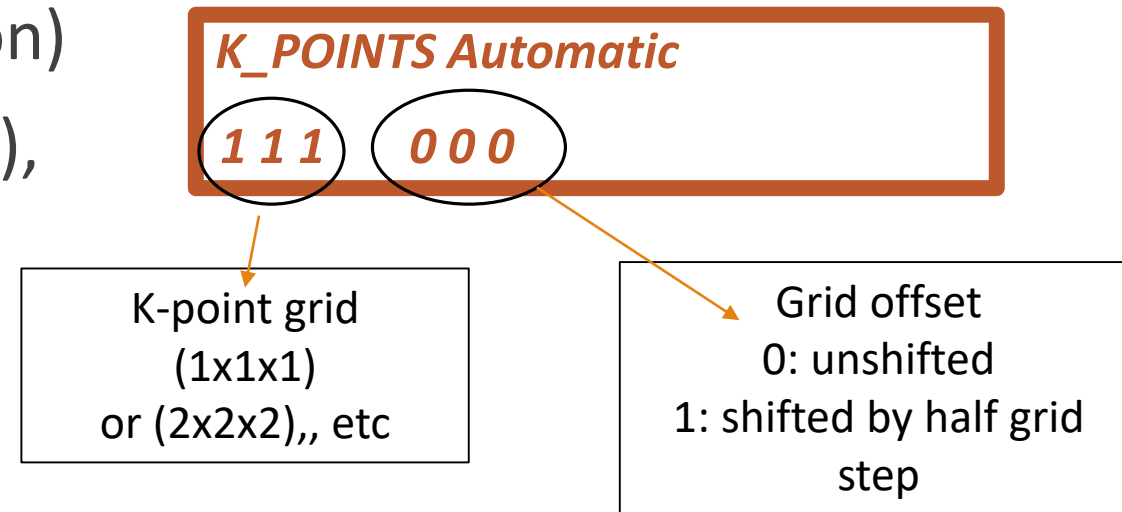 on)
),
K_POINTS Automatic
1 1 1 0 0 0
K-point grid
(1x1x1)
or (2x2x2),, etc
Grid offset
0: unshifted
1: shifted by half grid
step